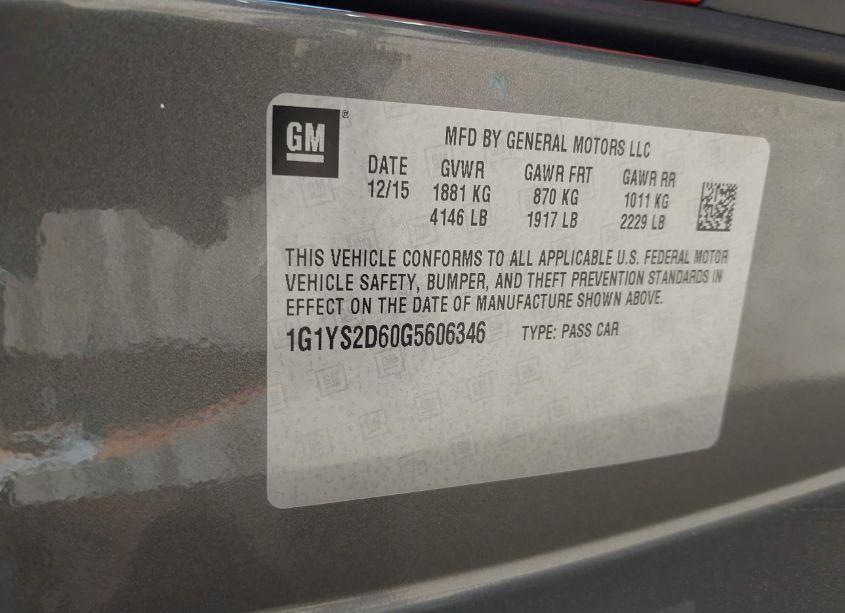 GM®
MFD BY GENERAL MOTORS LLC
DATE GVWR GAWR FRT GAWR RR
12/15 1881 KG 870 KG 1011 KG
4146 LB 1917 LB 2229 LB
THIS VEHICLE CONFORMS TO ALL APPLICABLE U.S. FEDERAL MOTOR
VEHICLE SAFETY, BUMPER, AND THEFT PREVENTION STANDARDS IN
EFFECT ON THE DATE OF MANUFACTURE SHOWN ABOVE.
1G1YS2D60G5606346 TYPE: PASS CAR